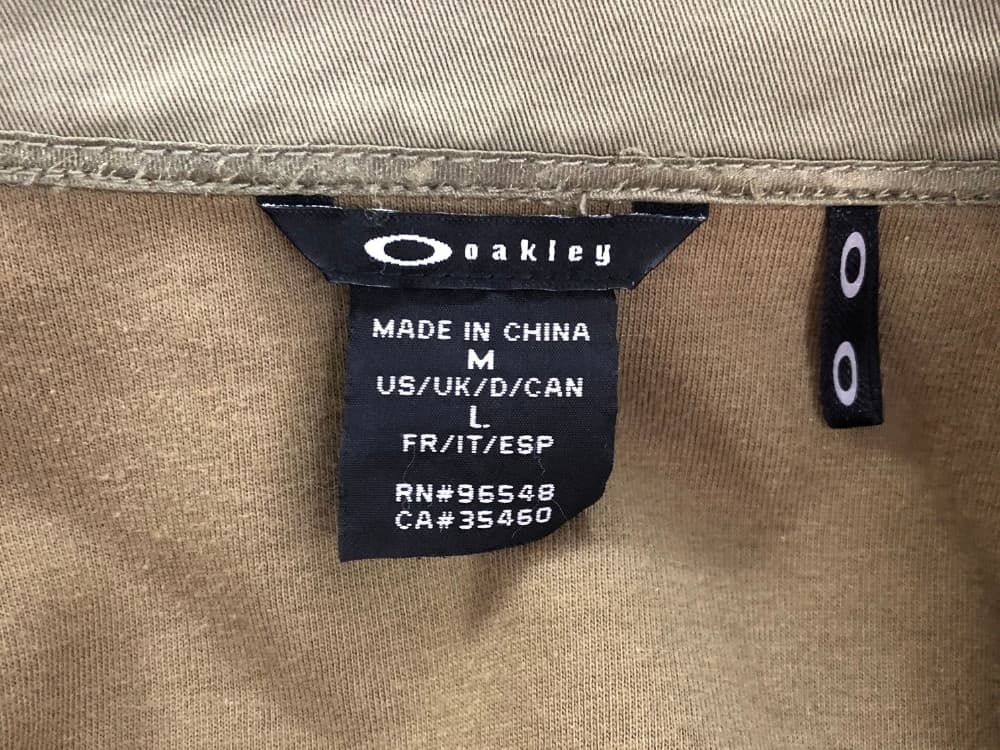 oakley
MADE IN CHINA
M
US/UK/D/CAN
L
FR/IT/ESP
RN#96548
CA#35460